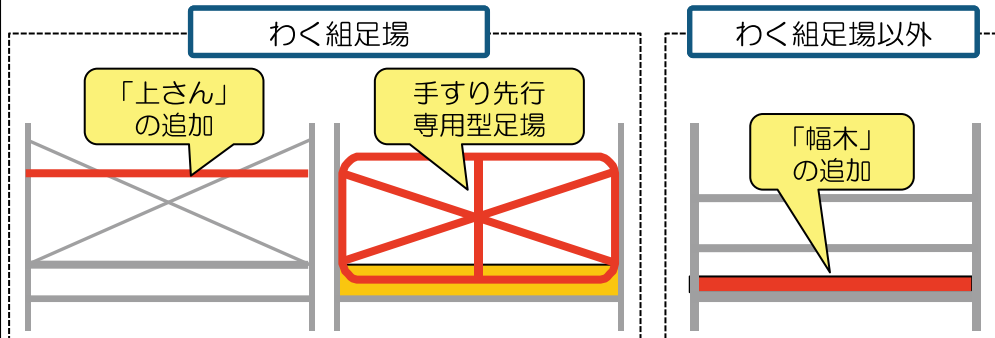 わく組足場
わく組足場以外
「上さん」
の追加
手すり先行
専用型足場
「幅木」
の追加